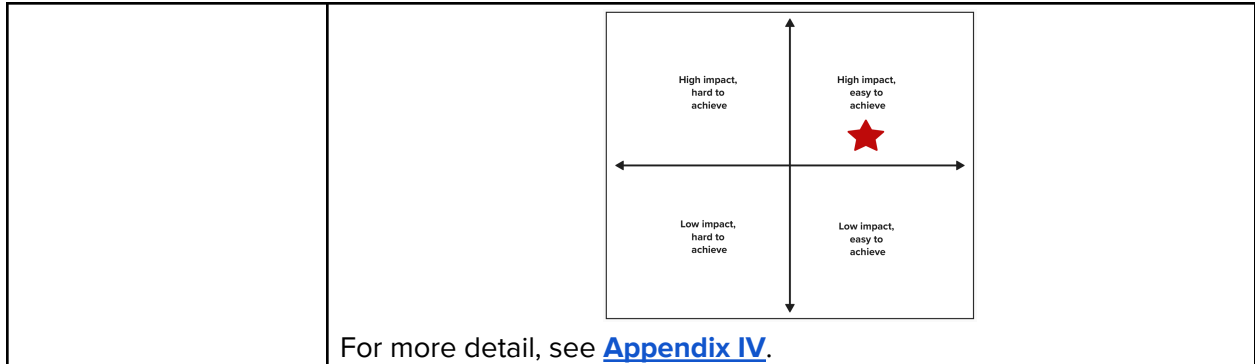 High impact,
hard to
achieve
High impact,
easy to
achieve
Low impact,
hard to
achieve
Low impact,
easy to
achieve
For more detail, see Appendix IV.